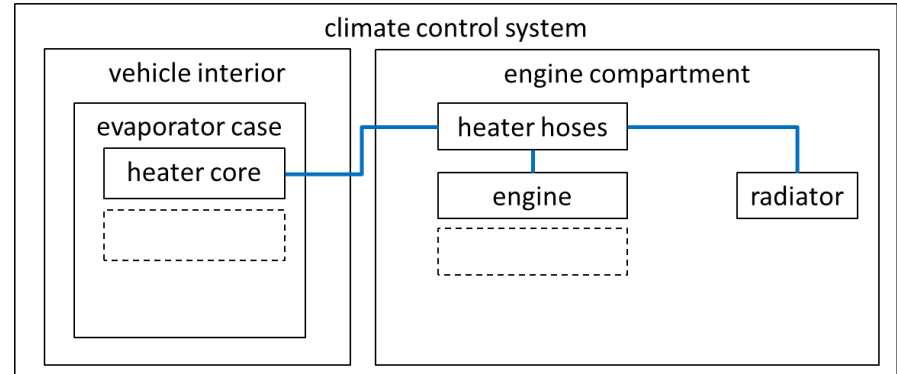 climate control system
vehicle interior
engine compartment
evaporator case
heater hoses
heater core
engine
radiator